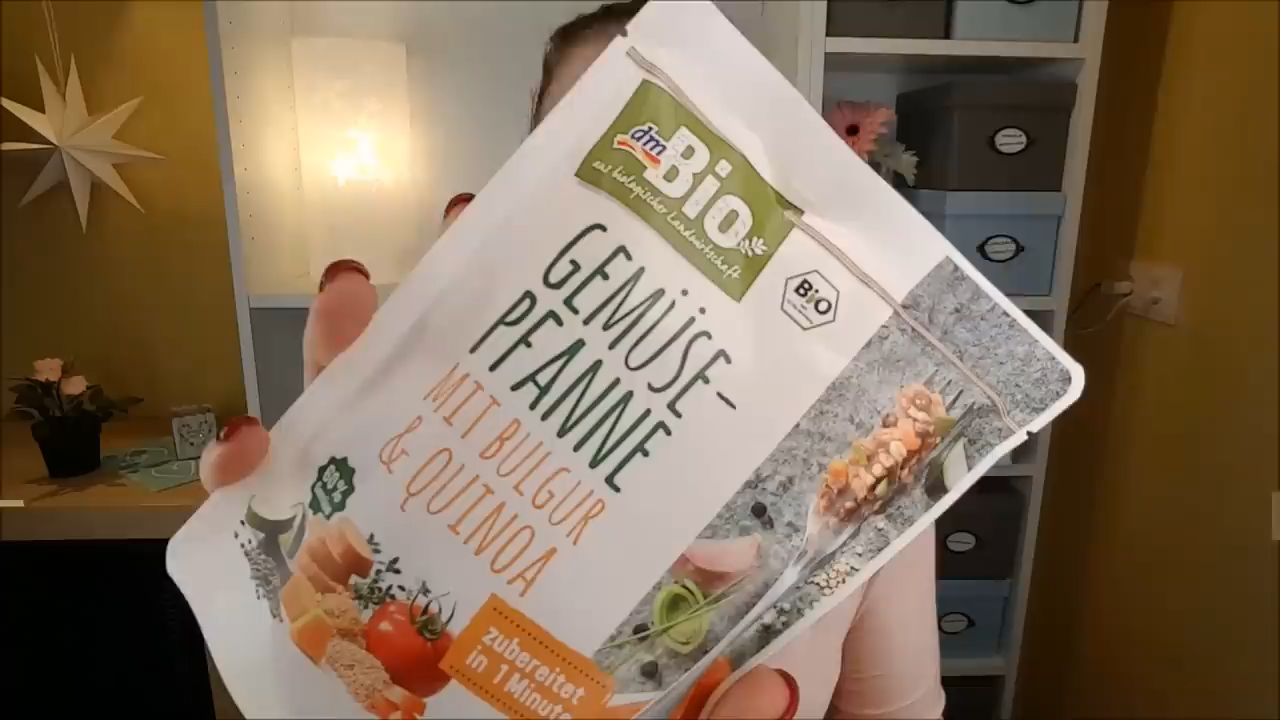 dm Bio
aus biologischer Landwirtschaft
BiO
GEMÜSE-
PFANNE
MIT BULGUR
& QUINOA
zubereitet
in 1 Minute